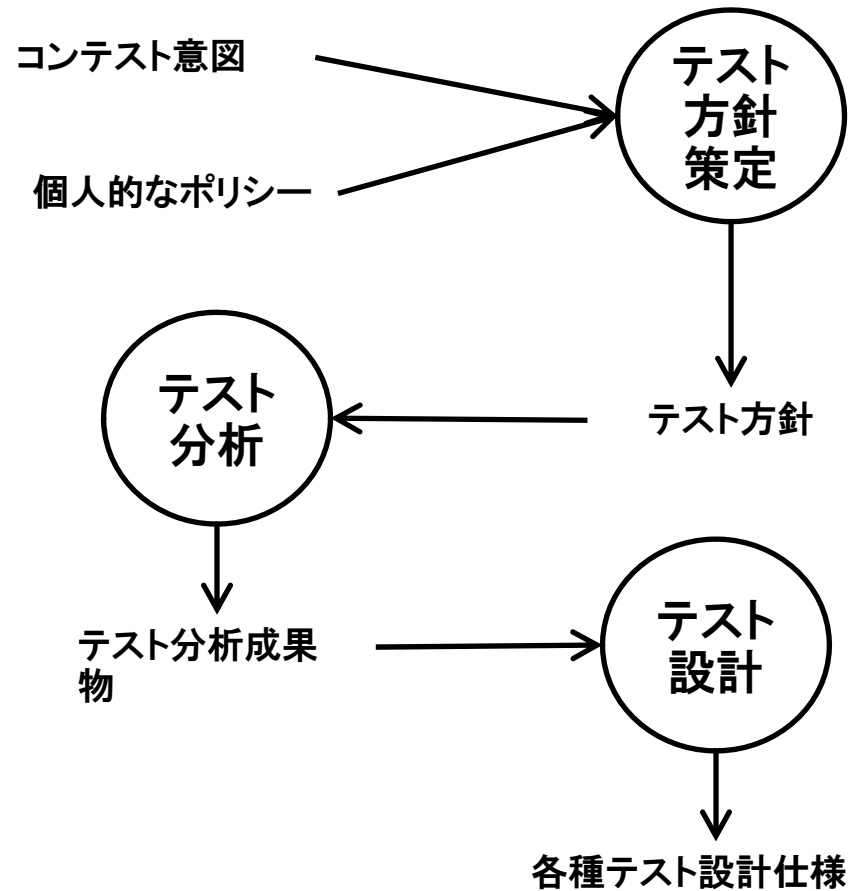 コンテスト意図
テスト
方針
策定
個人的なポリシー
テスト
分析
テスト方針
テスト
設計
テスト分析成果
物
各種テスト設計仕様